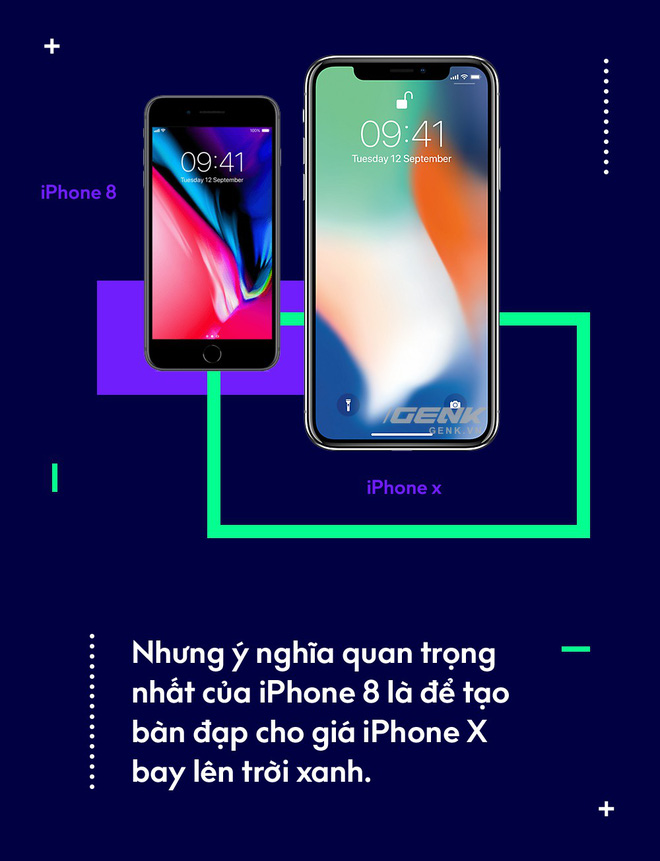 100%
09:41
Tuesday 12 September
iPhone 8
09:41
Tuesday 12 September
GENK
GENK.V
iPhone x
Nhưng ý nghĩa quan trọng
nhất của iPhone 8 là để tạo
bàn đạp cho giá iPhone X
bay lên trời xanh.